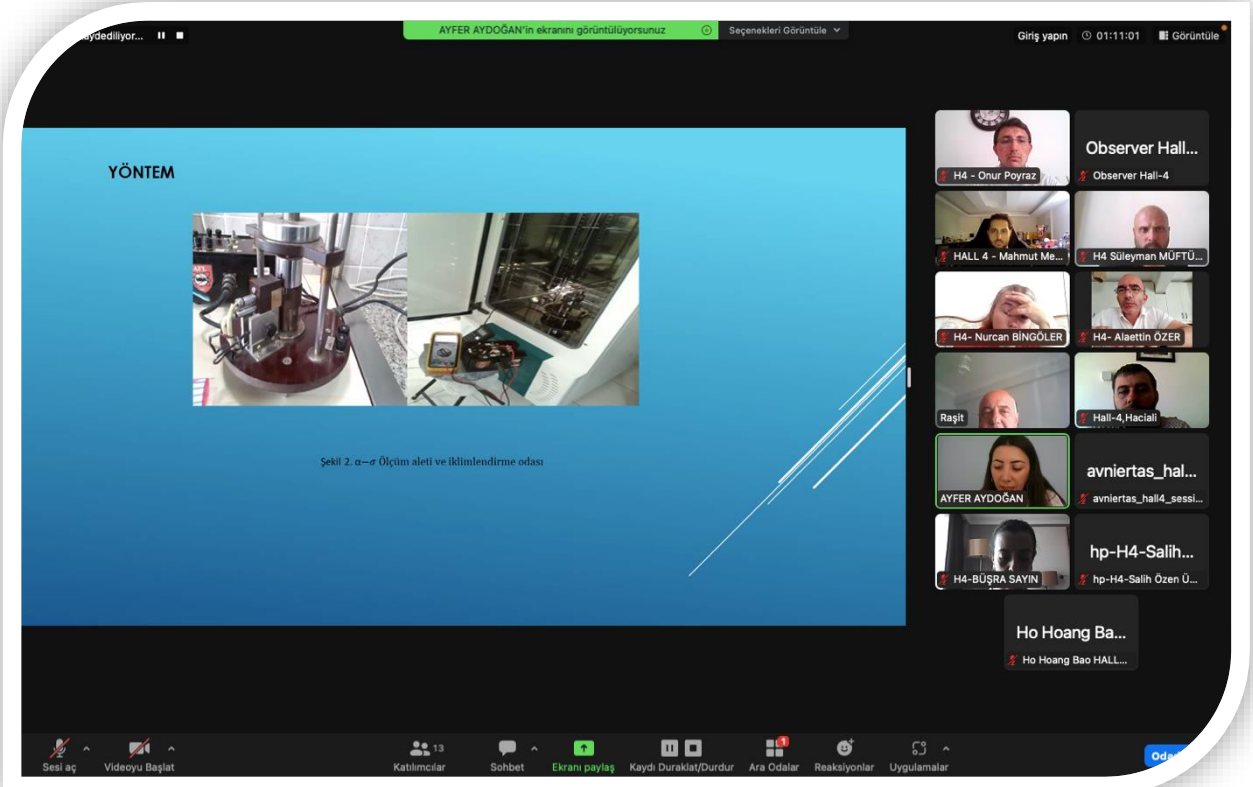 aydediliyor...
AYFER AYDOĞAN'in ekranını görüntülüyorsunuz
Seçenekleri Görüntüle
Giriş yapın
01:11:01
Görüntüle
YÖNTEM
Şekil 2. α−σ Ölçüm aleti ve iklimlendirme odası
H4 - Onur Poyraz
Observer Hall...
Observer Hall-4
HALL 4 - Mahmut Me...
H4 Süleyman MÜFTÜ...
H4- Nurcan BİNGÖLER
H4- Alaettin ÖZER
Raşit
Hall-4,Haciali
AYFER AYDOĞAN
avniertas_hal...
avniertas_hall4_sessi...
H4-BÜŞRA SAYIN
hp-H4-Salih...
hp-H4-Salih Özen Ü...
Ho Hoang Ba...
Ho Hoang Bao HALL...
Sesi aç
Videoyu Başlat
13
Katılımcılar
Sohbet
Ekranı paylaş
Kaydı Duraklat/Durdur
1
Ara Odalar
Reaksiyonlar
Uygulamalar